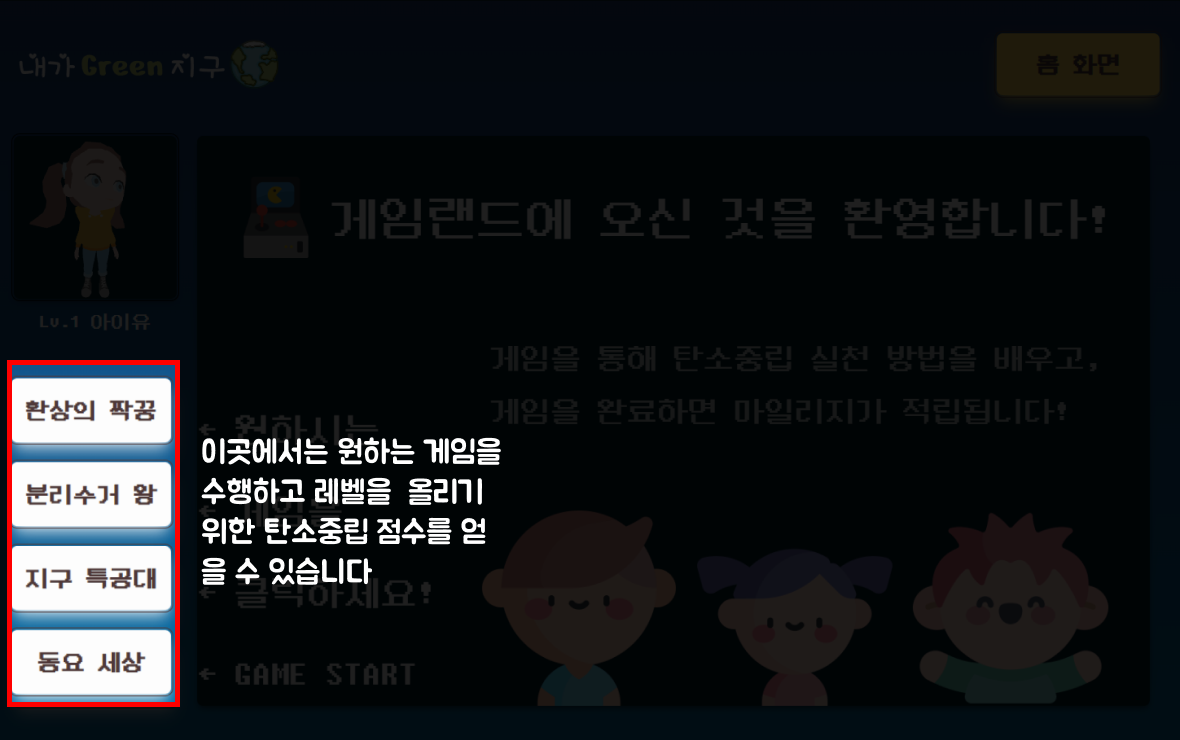 내가 Green 지구
홈 화면
게임랜드에 오신 것을 환영합니다!
Lv.1 아이유
게임을 통해 탄소중립 실천 방법을 배우고,
게임을 완료하면 마일리지가 적립됩니다!
환상의 짝꿍
분리수거 왕
지구 특공대
동요 세상
← 원하시는
← 게임을
← 클릭하세요!
← GAME START
이곳에서는 원하는 게임을
수행하고 레벨을 올리기
위한 탄소중립 점수를 얻
을 수 있습니다